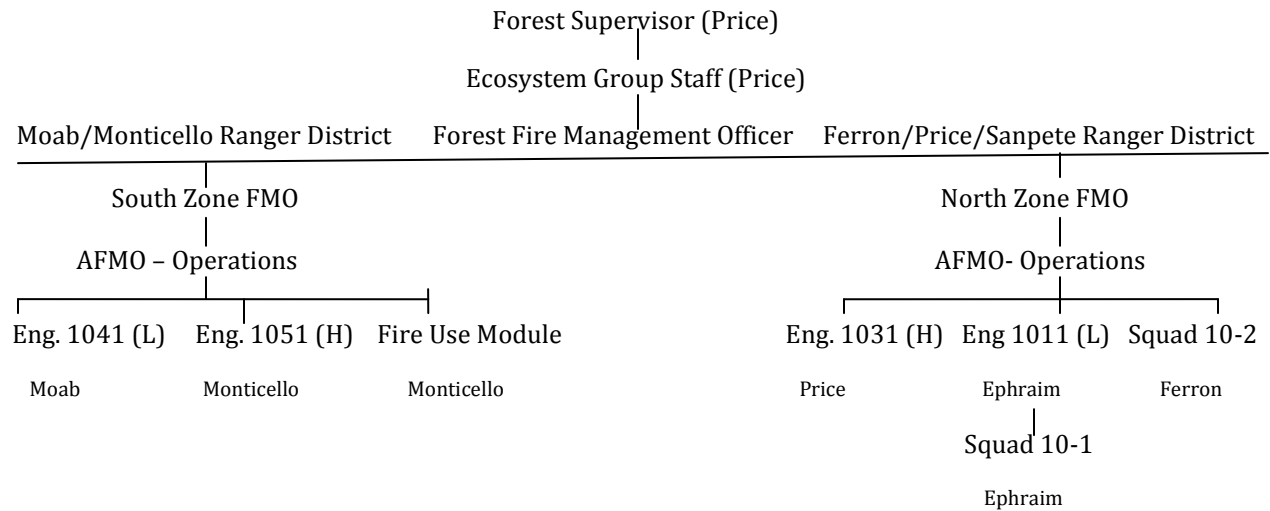 Forest Supervisor (Price)
Ecosystem Group Staff (Price)
Moab/Monticello Ranger District Forest Fire Management Officer Ferron/Price/Sanpete Ranger District
South Zone FMO North Zone FMO
AFMO – Operations AFMO- Operations
Eng. 1041 (L) Eng. 1051 (H) Fire Use Module Eng. 1031 (H) Eng 1011 (L) Squad 10-2
Moab Monticello Monticello Price Ephraim Ferron
Squad 10-1
Ephraim